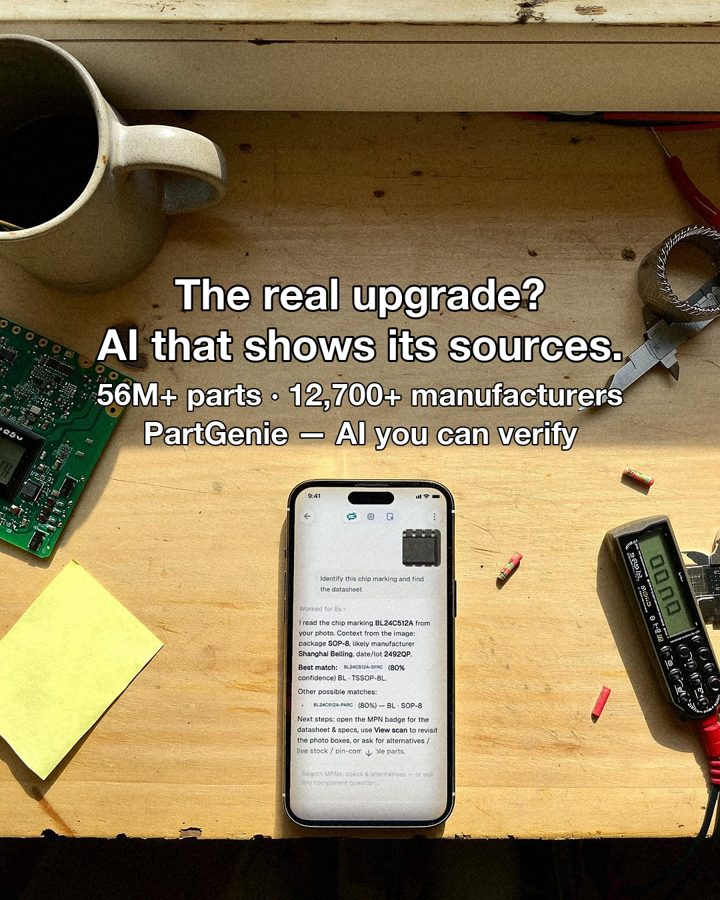 The real upgrade?
AI that shows its sources.
56M+ parts · 12,700+ manufacturers
PartGenie — AI you can verify
9:41
Identify this chip marking and find
the datasheet
Worked for 8s ›
I read the chip marking BL24C512A from
your photo. Context from the image:
package SOP-8, likely manufacturer
Shanghai Belling, date/lot 2492QP.
Best match: BL24C512A-SFRC (80%
confidence) BL · TSSOP-8L.
Other possible matches:
• BL24C512A-PARC (80%) — BL · SOP-8
Next steps: open the MPN badge for the
datasheet & specs, use View scan to revisit
the photo boxes, or ask for alternatives /
live stock / parts.
Search MPNs, specs & alternatives — or ask
any component question...